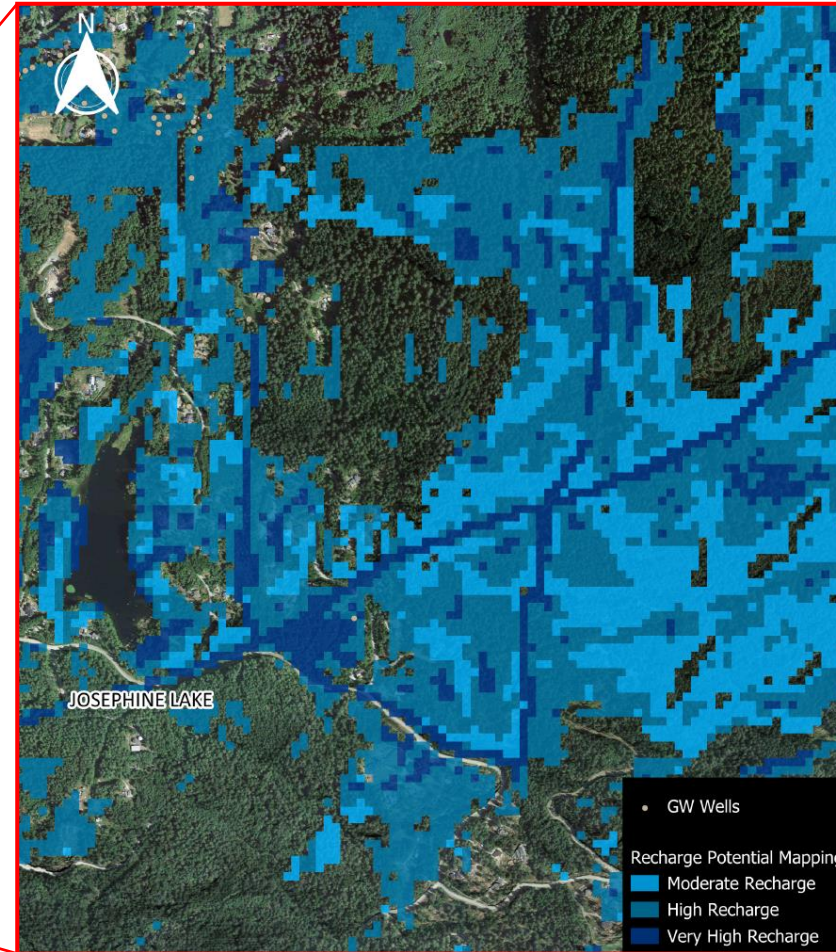 N
JOSEPHINE LAKE
GW Wells
Recharge Potential Mapping
Moderate Recharge
High Recharge
Very High Recharge